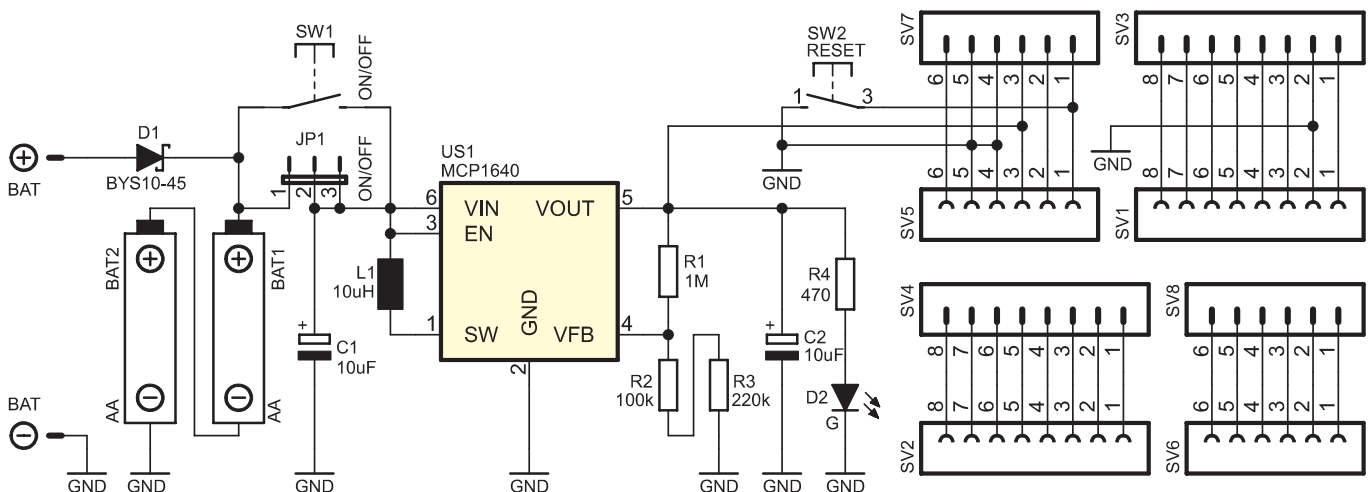 SW1
ON/OFF
D1
BAT
BYS10-45
JP1
1
2
3
ON/OFF
BAT2
AA
BAT1
AA
BAT
GND
GND
L1
10uH
+
C1
10uF
GND
US1
MCP1640
6
VIN
VOUT
5
3
EN
1
SW
GND
VFB
4
2
GND
R1
1M
R2
100k
R3
220k
GND
+
C2
10uF
GND
R4
470
D2
G
GND
SW2
RESET
1
3
GND
SV7
6
5
4
3
2
1
SV5
6
5
4
3
2
1
SV3
8
7
6
5
4
3
2
1
GND
SV1
8
7
6
5
4
3
2
1
SV4
8
7
6
5
4
3
2
1
SV2
8
7
6
5
4
3
2
1
SV8
6
5
4
3
2
1
SV6
6
5
4
3
2
1